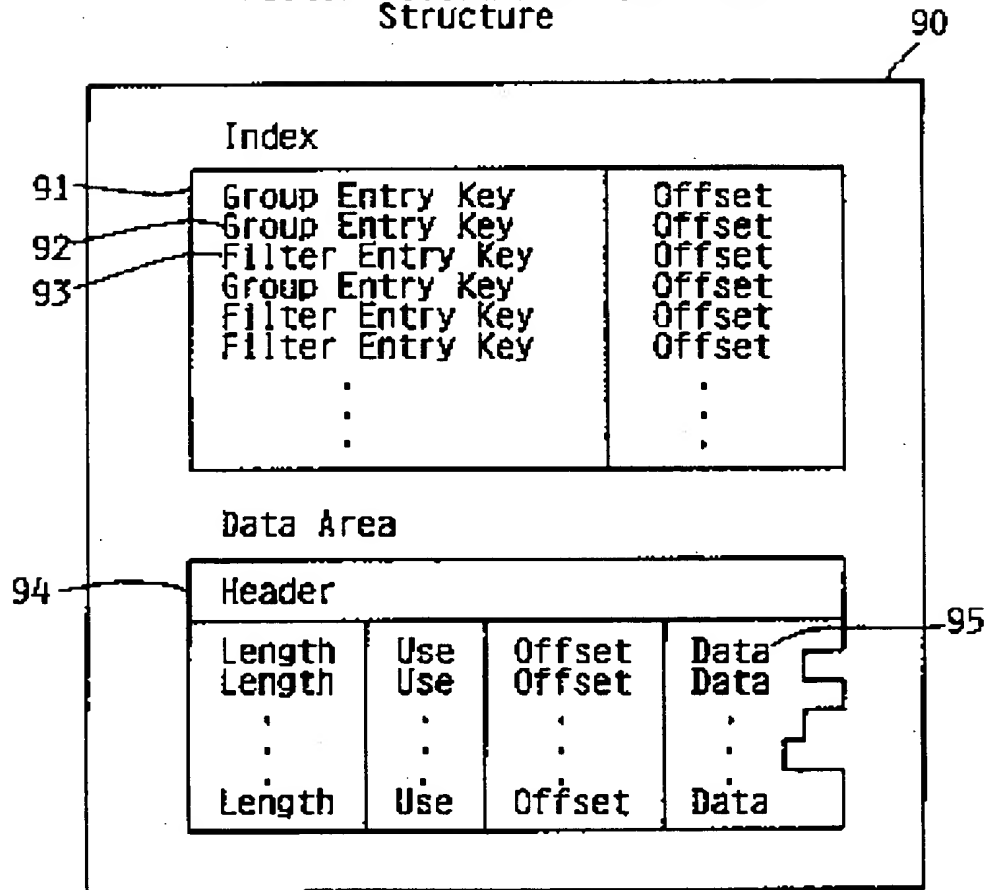 Structure
90
Index
91
Group Entry Key Offset
92
Group Entry Key Offset
93
Filter Entry Key Offset
Group Entry Key Offset
Filter Entry Key Offset
Filter Entry Key Offset
Data Area
94
Header
95
Length Use Offset Data
Length Use Offset Data
Length Use Offset Data